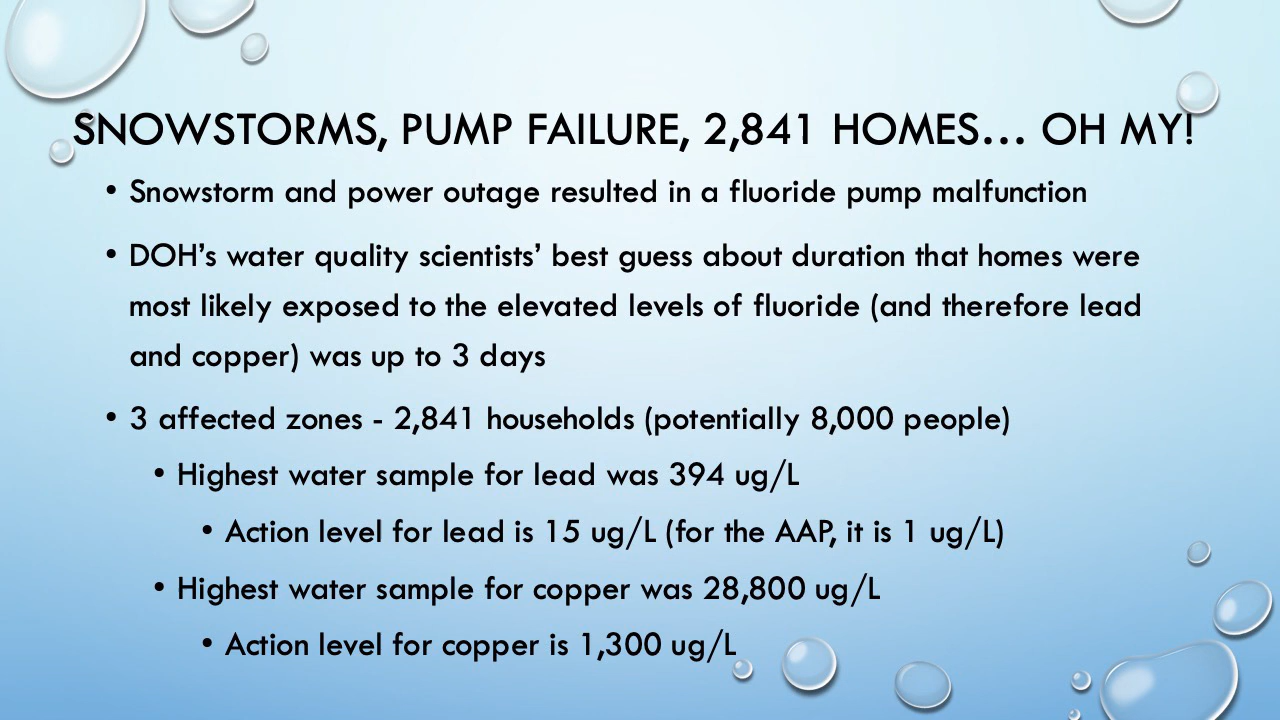 SNOWSTORMS, PUMP FAILURE, 2,841 HOMES… OH MY!
• Snowstorm and power outage resulted in a fluoride pump malfunction
• DOH’s water quality scientists’ best guess about duration that homes were
most likely exposed to the elevated levels of fluoride (and therefore lead
and copper) was up to 3 days
• 3 affected zones - 2,841 households (potentially 8,000 people)
• Highest water sample for lead was 394 ug/L
• Action level for lead is 15 ug/L (for the AAP, it is 1 ug/L)
• Highest water sample for copper was 28,800 ug/L
• Action level for copper is 1,300 ug/L